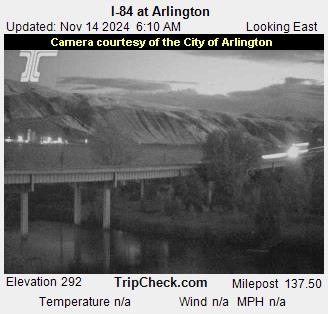 I-84 at Arlington
Updated: Nov 14 2024 6:10 AM Looking East
Camera courtesy of the City of Arlington
Elevation 292 TripCheck.com Milepost 137.50
Temperature n/a Wind n/a MPH n/a